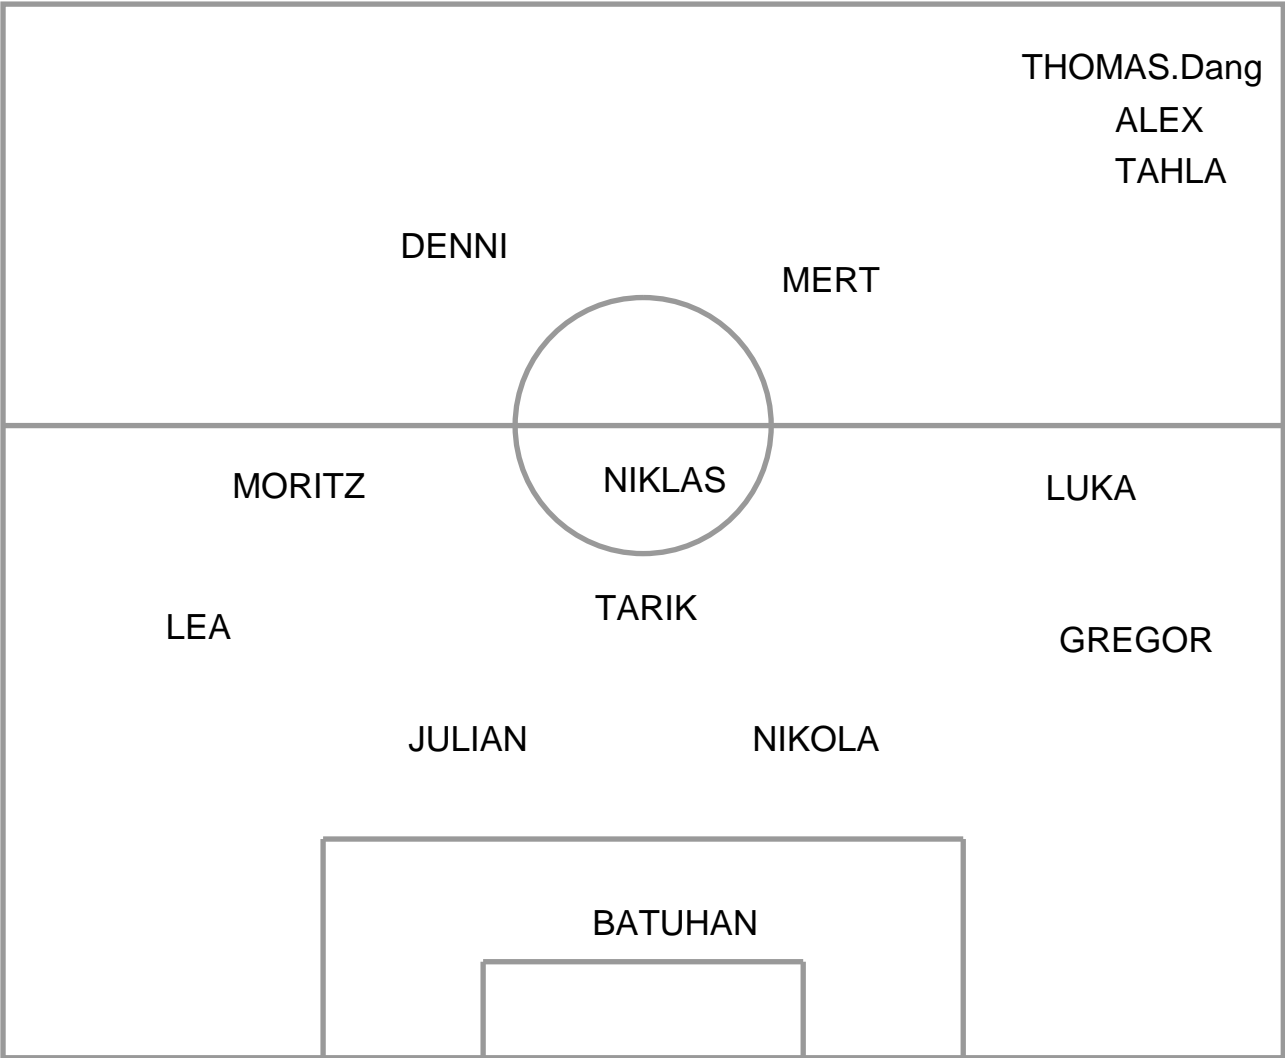 THOMAS.Dang
ALEX
TAHLA
DENNI
MERT
MORITZ
NIKLAS
LUKA
LEA
TARIK
GREGOR
JULIAN
NIKOLA
BATUHAN